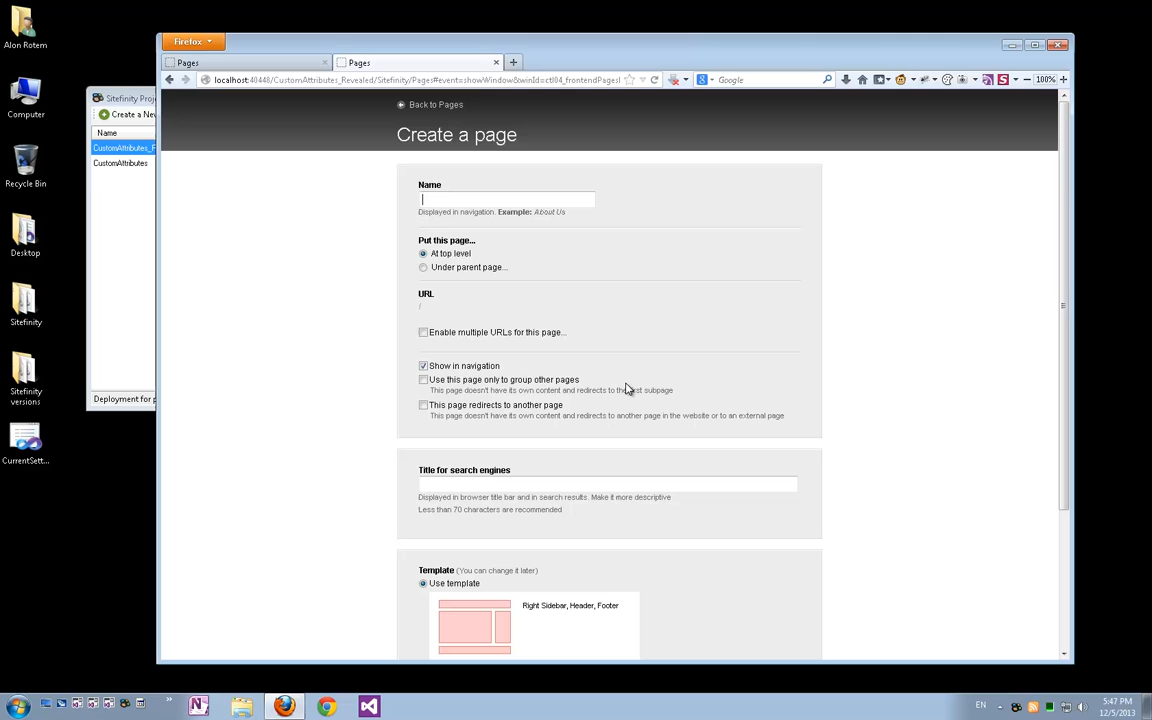 Alon Rotem
Computer
Recycle Bin
Desktop
Sitefinity
Sitefinity
versions
CurrentSett...
Sitefinity Proj
Create a New
Name
CustomAttributes_F
CustomAttributes
Deployment for p
Firefox
Pages
Pages
localhost:40448/CustomAttributes_Revealed/Sitefinity/Pages#event=showWindow&winId=ctl04_frontendPagesl
Google
100%
Back to Pages
Create a page
Name
Displayed in navigation. Example: About Us
Put this page...
At top level
Under parent page...
URL
/
Enable multiple URLs for this page...
Show in navigation
Use this page only to group other pages
This page doesn't have its own content and redirects to the first subpage
This page redirects to another page
This page doesn't have its own content and redirects to another page in the website or to an external page
Title for search engines
Displayed in browser title bar and in search results. Make it more descriptive
Less than 70 characters are recommended
Template (You can change it later)
Use template
Right Sidebar, Header, Footer
EN
5:47 PM
12/5/2013